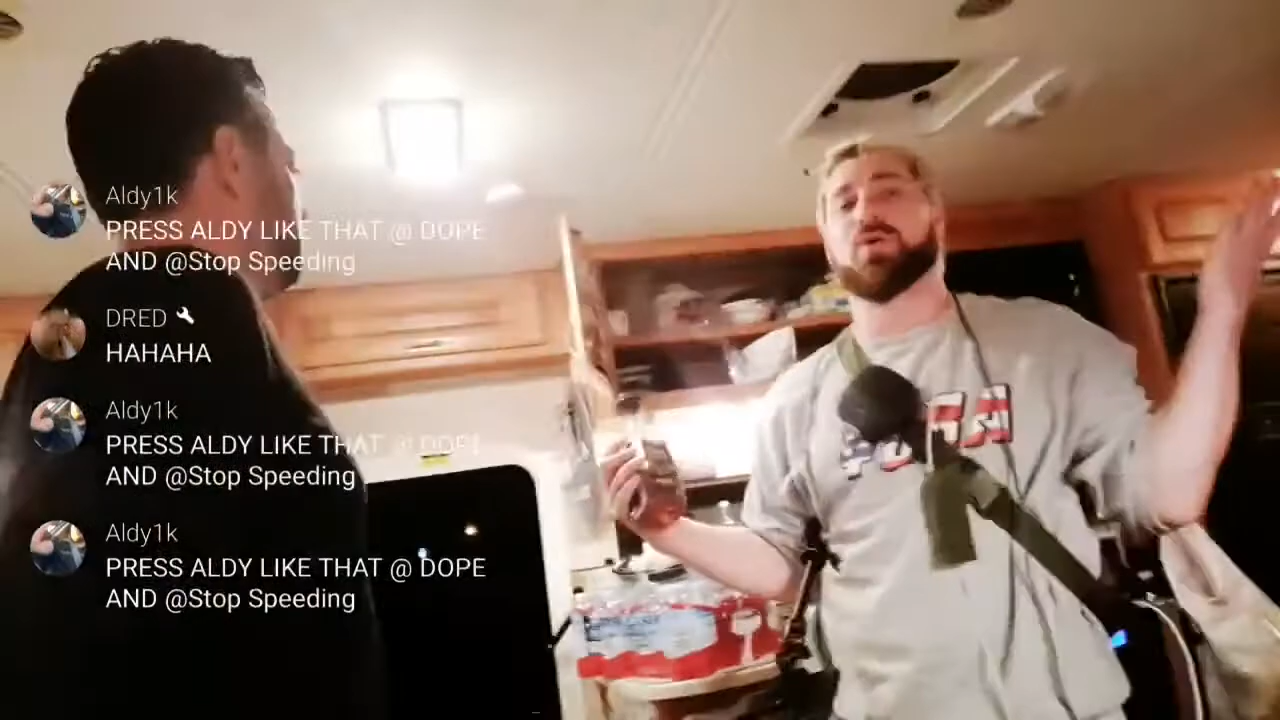 Aldy1k
PRESS ALDY LIKE THAT @ DOPE
AND @Stop Speeding
DRED
HAHAHA
Aldy1k
PRESS ALDY LIKE THAT @ DOPE
AND @Stop Speeding
Aldy1k
PRESS ALDY LIKE THAT @ DOPE
AND @Stop Speeding